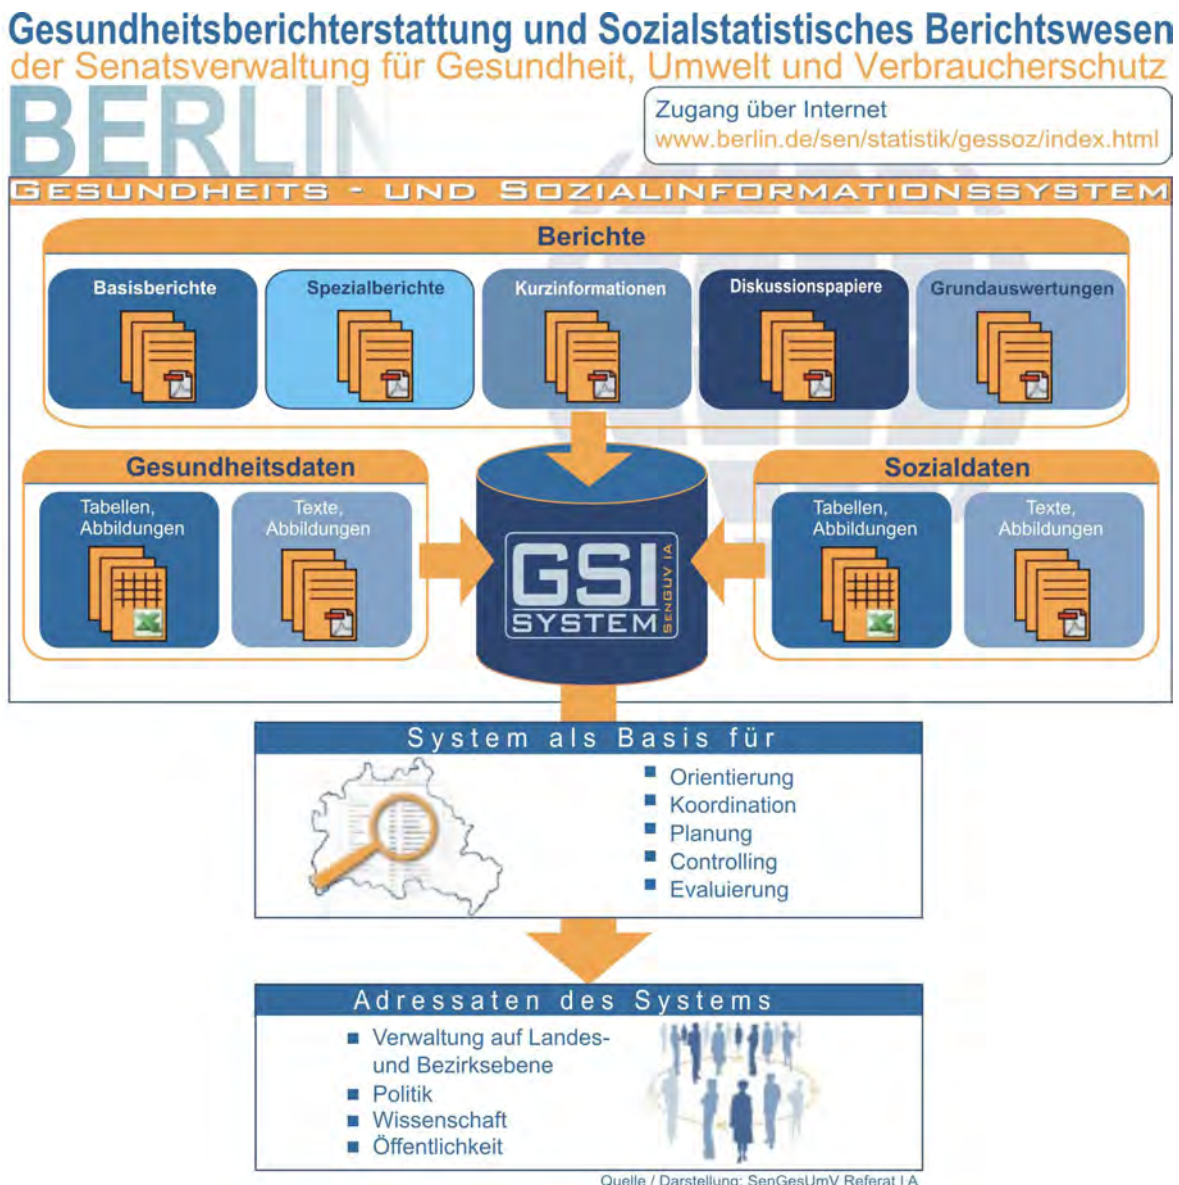 Gesundheitsberichterstattung und Sozialstatistisches Berichtswesen
der Senatsverwaltung für Gesundheit, Umwelt und Verbraucherschutz
BERLIN
Zugang über Internet
www.berlin.de/sen/statistik/gessoz/index.html
GESUNDHEITS - UND SOZIALINFORMATIONSSYSTEM
Berichte
Basisberichte
Spezialberichte
Kurzinformationen
Diskussionspapiere
Grundauswertungen
Gesundheitsdaten
Tabellen,
Abbildungen
Texte,
Abbildungen
GSI
SYSTEM
SENGUV IA
Sozialdaten
Tabellen,
Abbildungen
Texte,
Abbildungen
System als Basis für
Orientierung
Koordination
Planung
Controlling
Evaluierung
Adressaten des Systems
Verwaltung auf Landes-
und Bezirksebene
Politik
Wissenschaft
Öffentlichkeit
Quelle / Darstellung: SenGesUmV Referat I A